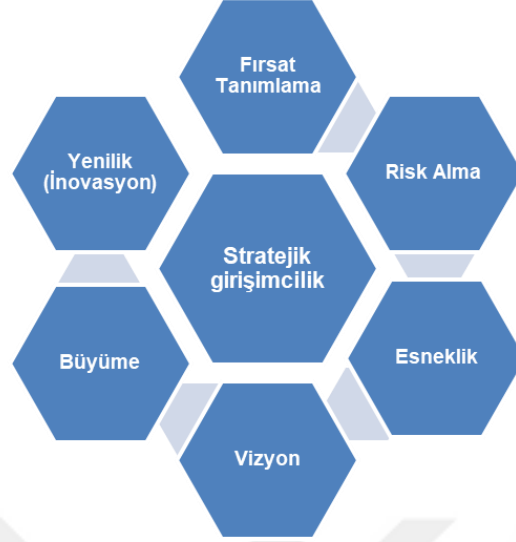 Fırsat
Tanımlama
Yenilik
(İnovasyon)
Risk Alma
Stratejik
girişimcilik
Büyüme
Esneklik
Vizyon